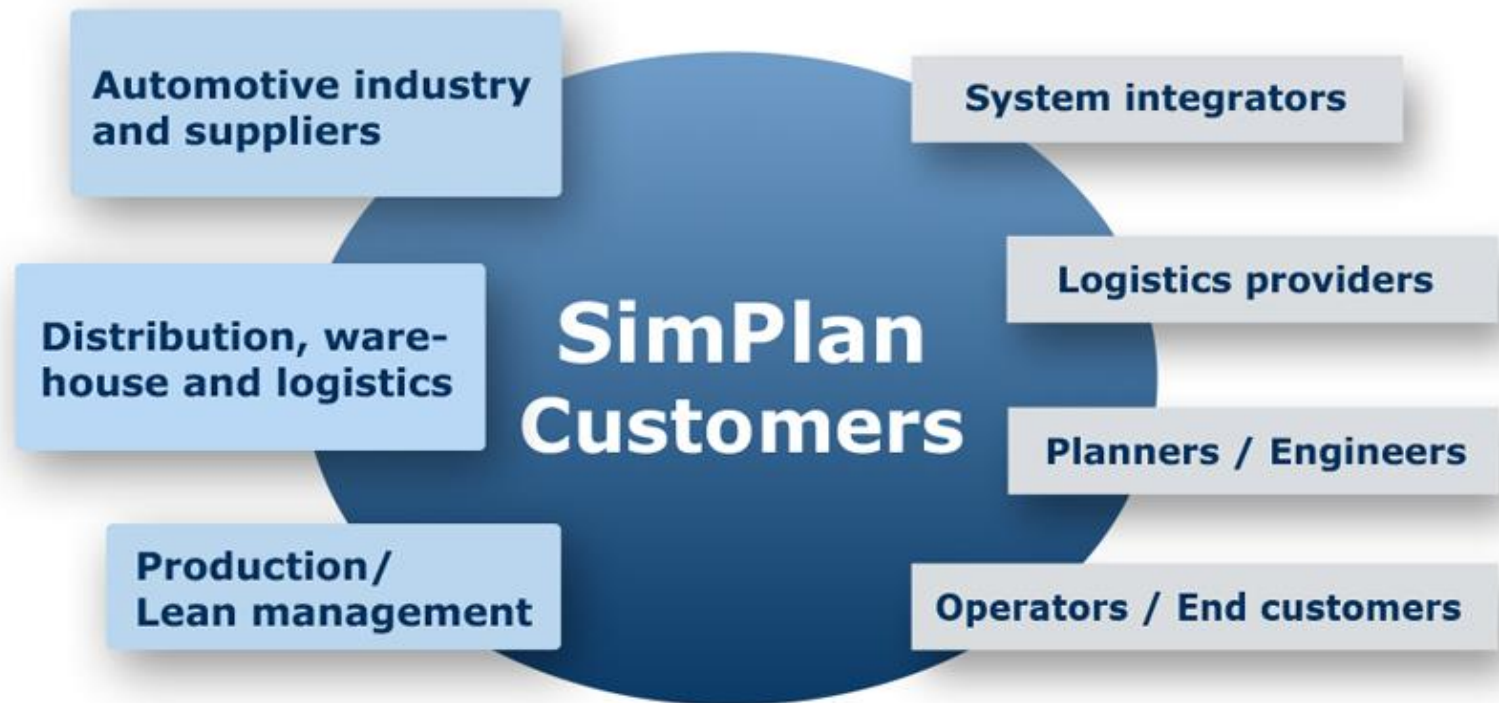 Automotive industry
and suppliers
Distribution, ware-
house and logistics
Production/
Lean management
SimPlan
Customers
System integrators
Logistics providers
Planners / Engineers
Operators / End customers